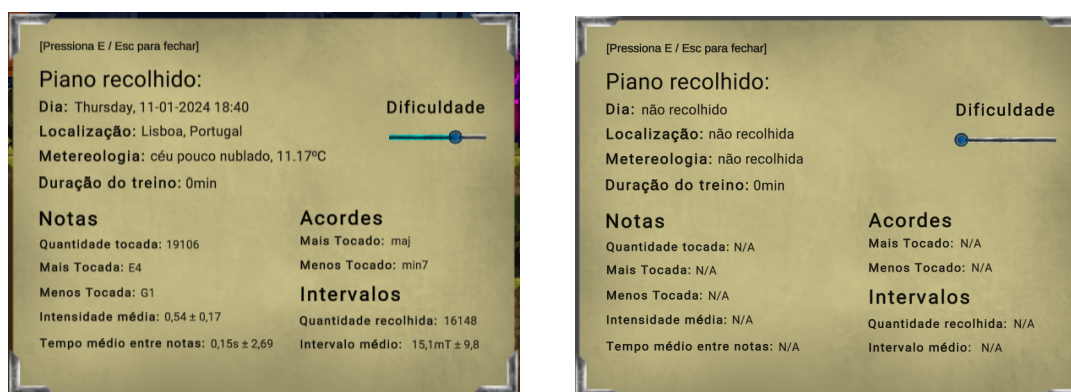 [Pressiona E / Esc para fechar]
Piano recolhido:
Dia: Thursday, 11-01-2024 18:40
Localização: Lisboa, Portugal
Metereologia: céu pouco nublado, 11.17ºC
Duração do treino: 0min
Dificuldade
Notas
Quantidade tocada: 19106
Mais Tocada: E4
Menos Tocada: G1
Intensidade média: 0,54 ± 0,17
Tempo médio entre notas: 0,15s ± 2,69
Acordes
Mais Tocado: maj
Menos Tocado: min7
Intervalos
Quantidade recolhida: 16148
Intervalo médio: 15,1mT ± 9,8
[Pressiona E / Esc para fechar]
Piano recolhido:
Dia: não recolhido
Localização: não recolhida
Metereologia: não recolhida
Duração do treino: 0min
Dificuldade
Notas
Quantidade tocada: N/A
Mais Tocada: N/A
Menos Tocada: N/A
Intensidade média: N/A
Tempo médio entre notas: N/A
Acordes
Mais Tocado: N/A
Menos Tocado: N/A
Intervalos
Quantidade recolhida: N/A
Intervalo médio: N/A